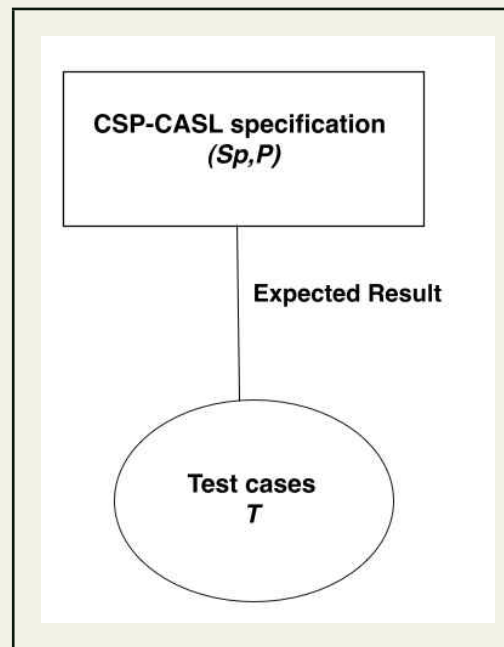 CSP-CASL specification
(Sp,P)
Expected Result
Test cases
T